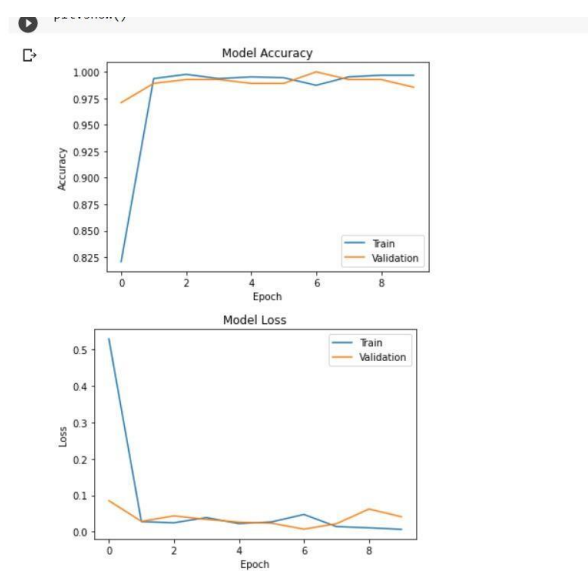 plt.show()
Model Accuracy
1.000
0.975
0.950
0.925
0.900
0.875
0.850
0.825
Accuracy
0 2 4 6 8
Epoch
Train
Validation
Model Loss
0.5
0.4
0.3
0.2
0.1
0.0
Loss
0 2 4 6 8
Epoch
Train
Validation